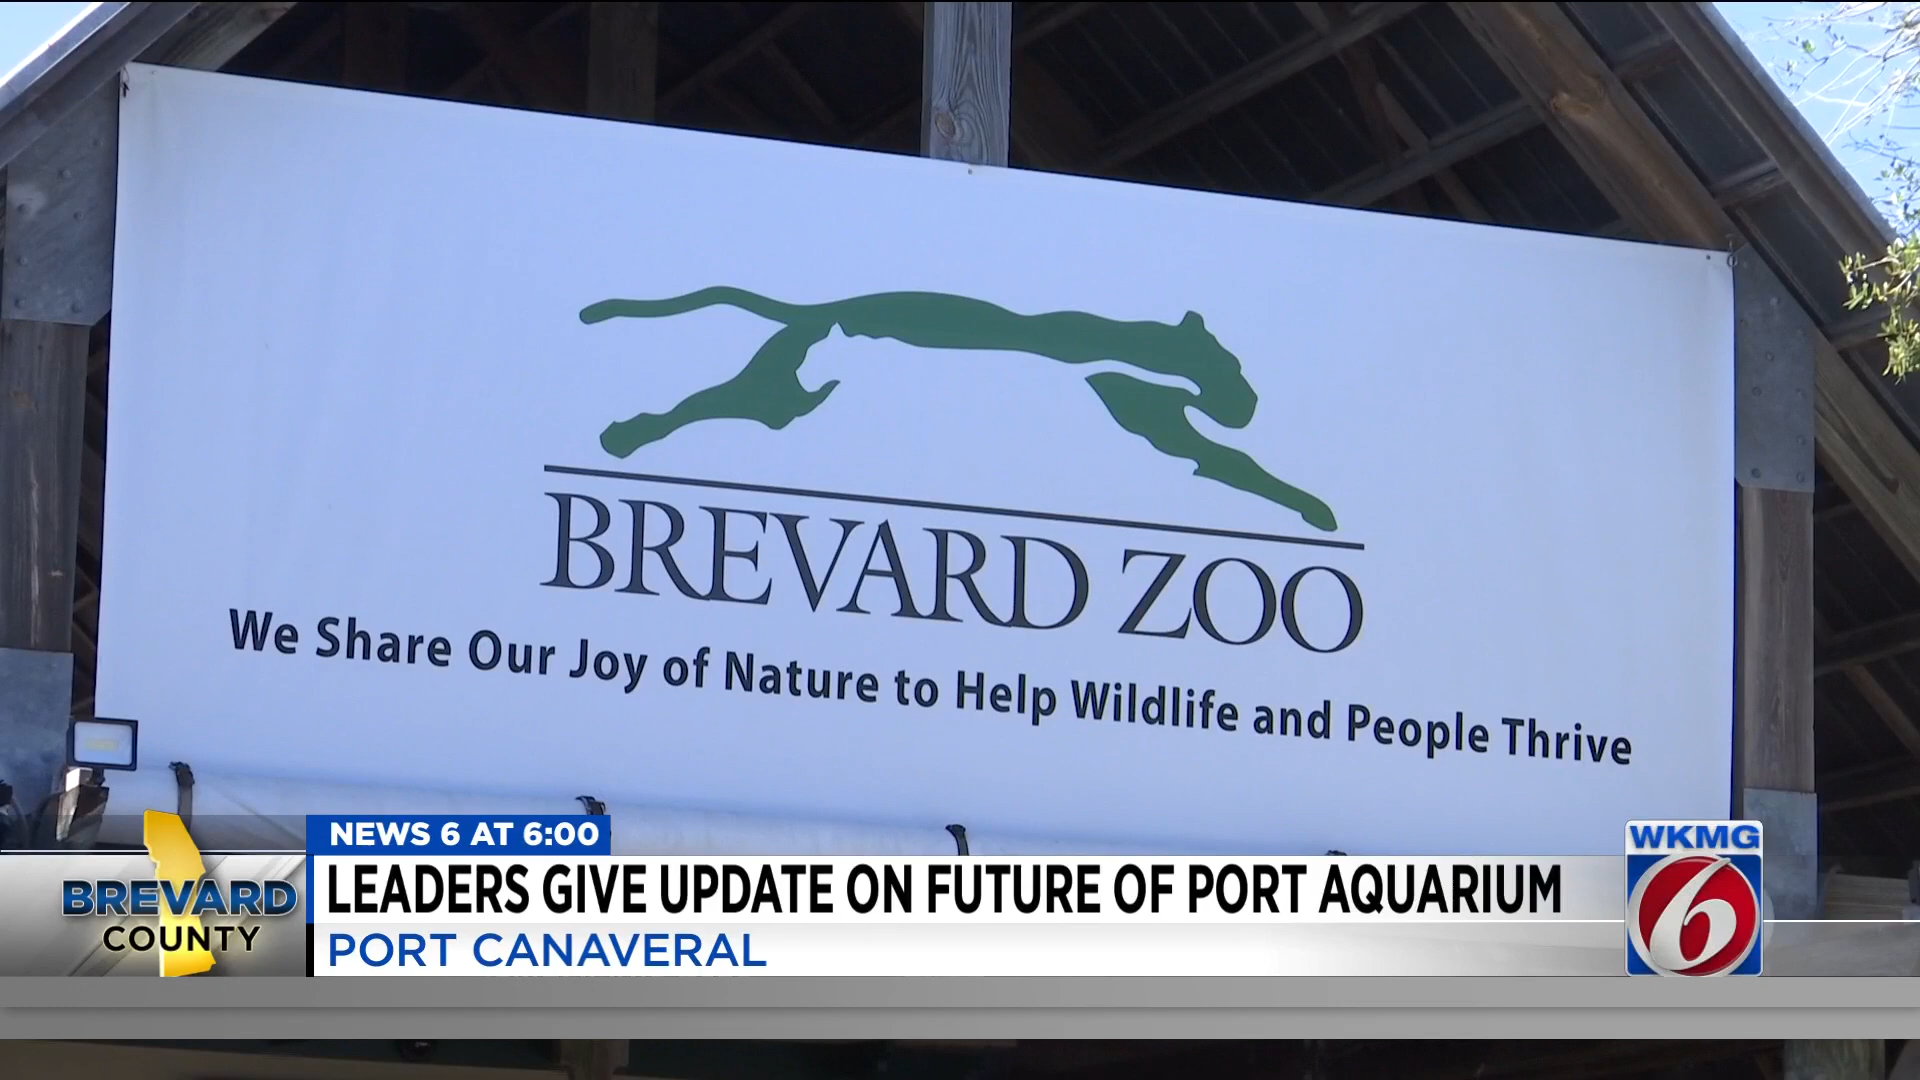 BREVARD ZOO
We Share Our Joy of Nature to Help Wildlife and People Thrive
NEWS 6 AT 6:00
LEADERS GIVE UPDATE ON FUTURE OF PORT AQUARIUM
PORT CANAVERAL
BREVARD
COUNTY
WKMG
6